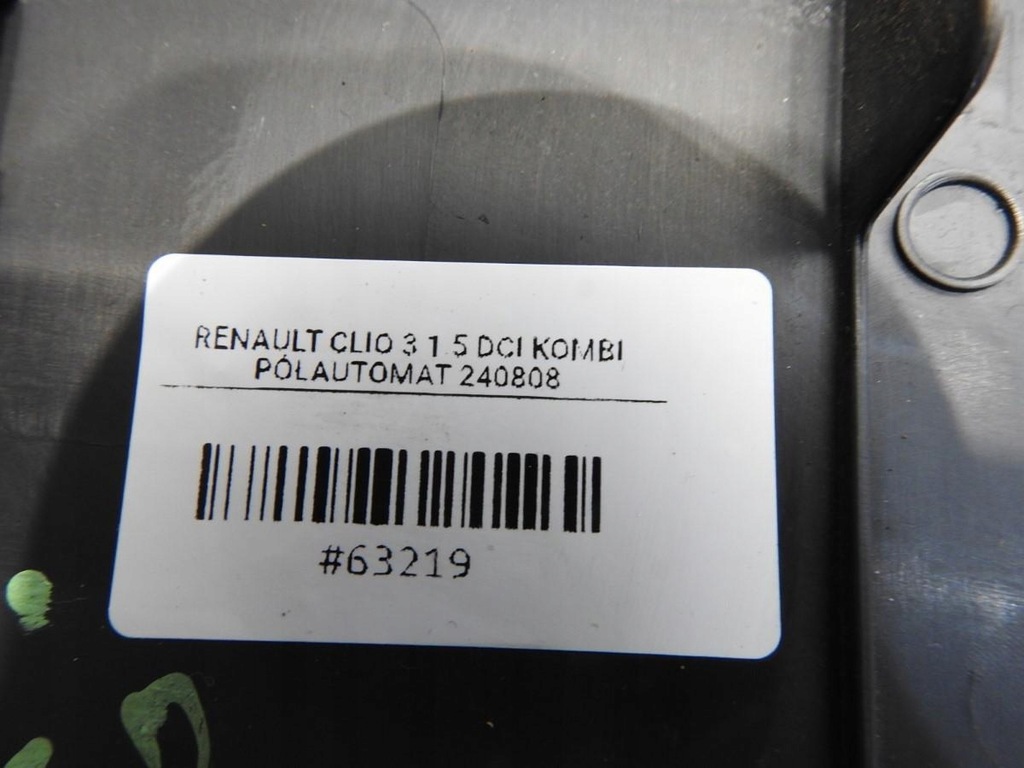 RENAULT CLIO 3 1.5 DCI KOMBI
PÓŁAUTOMAT 240808
#63219